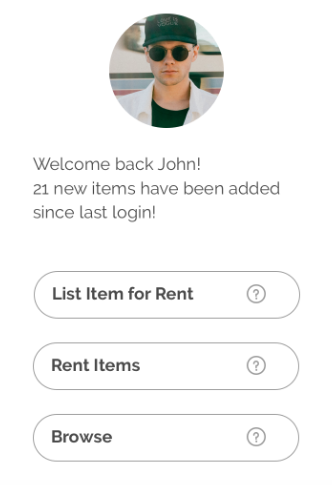 Welcome back John!
21 new items have been added
since last login!
List Item for Rent ?
Rent Items ?
Browse ?